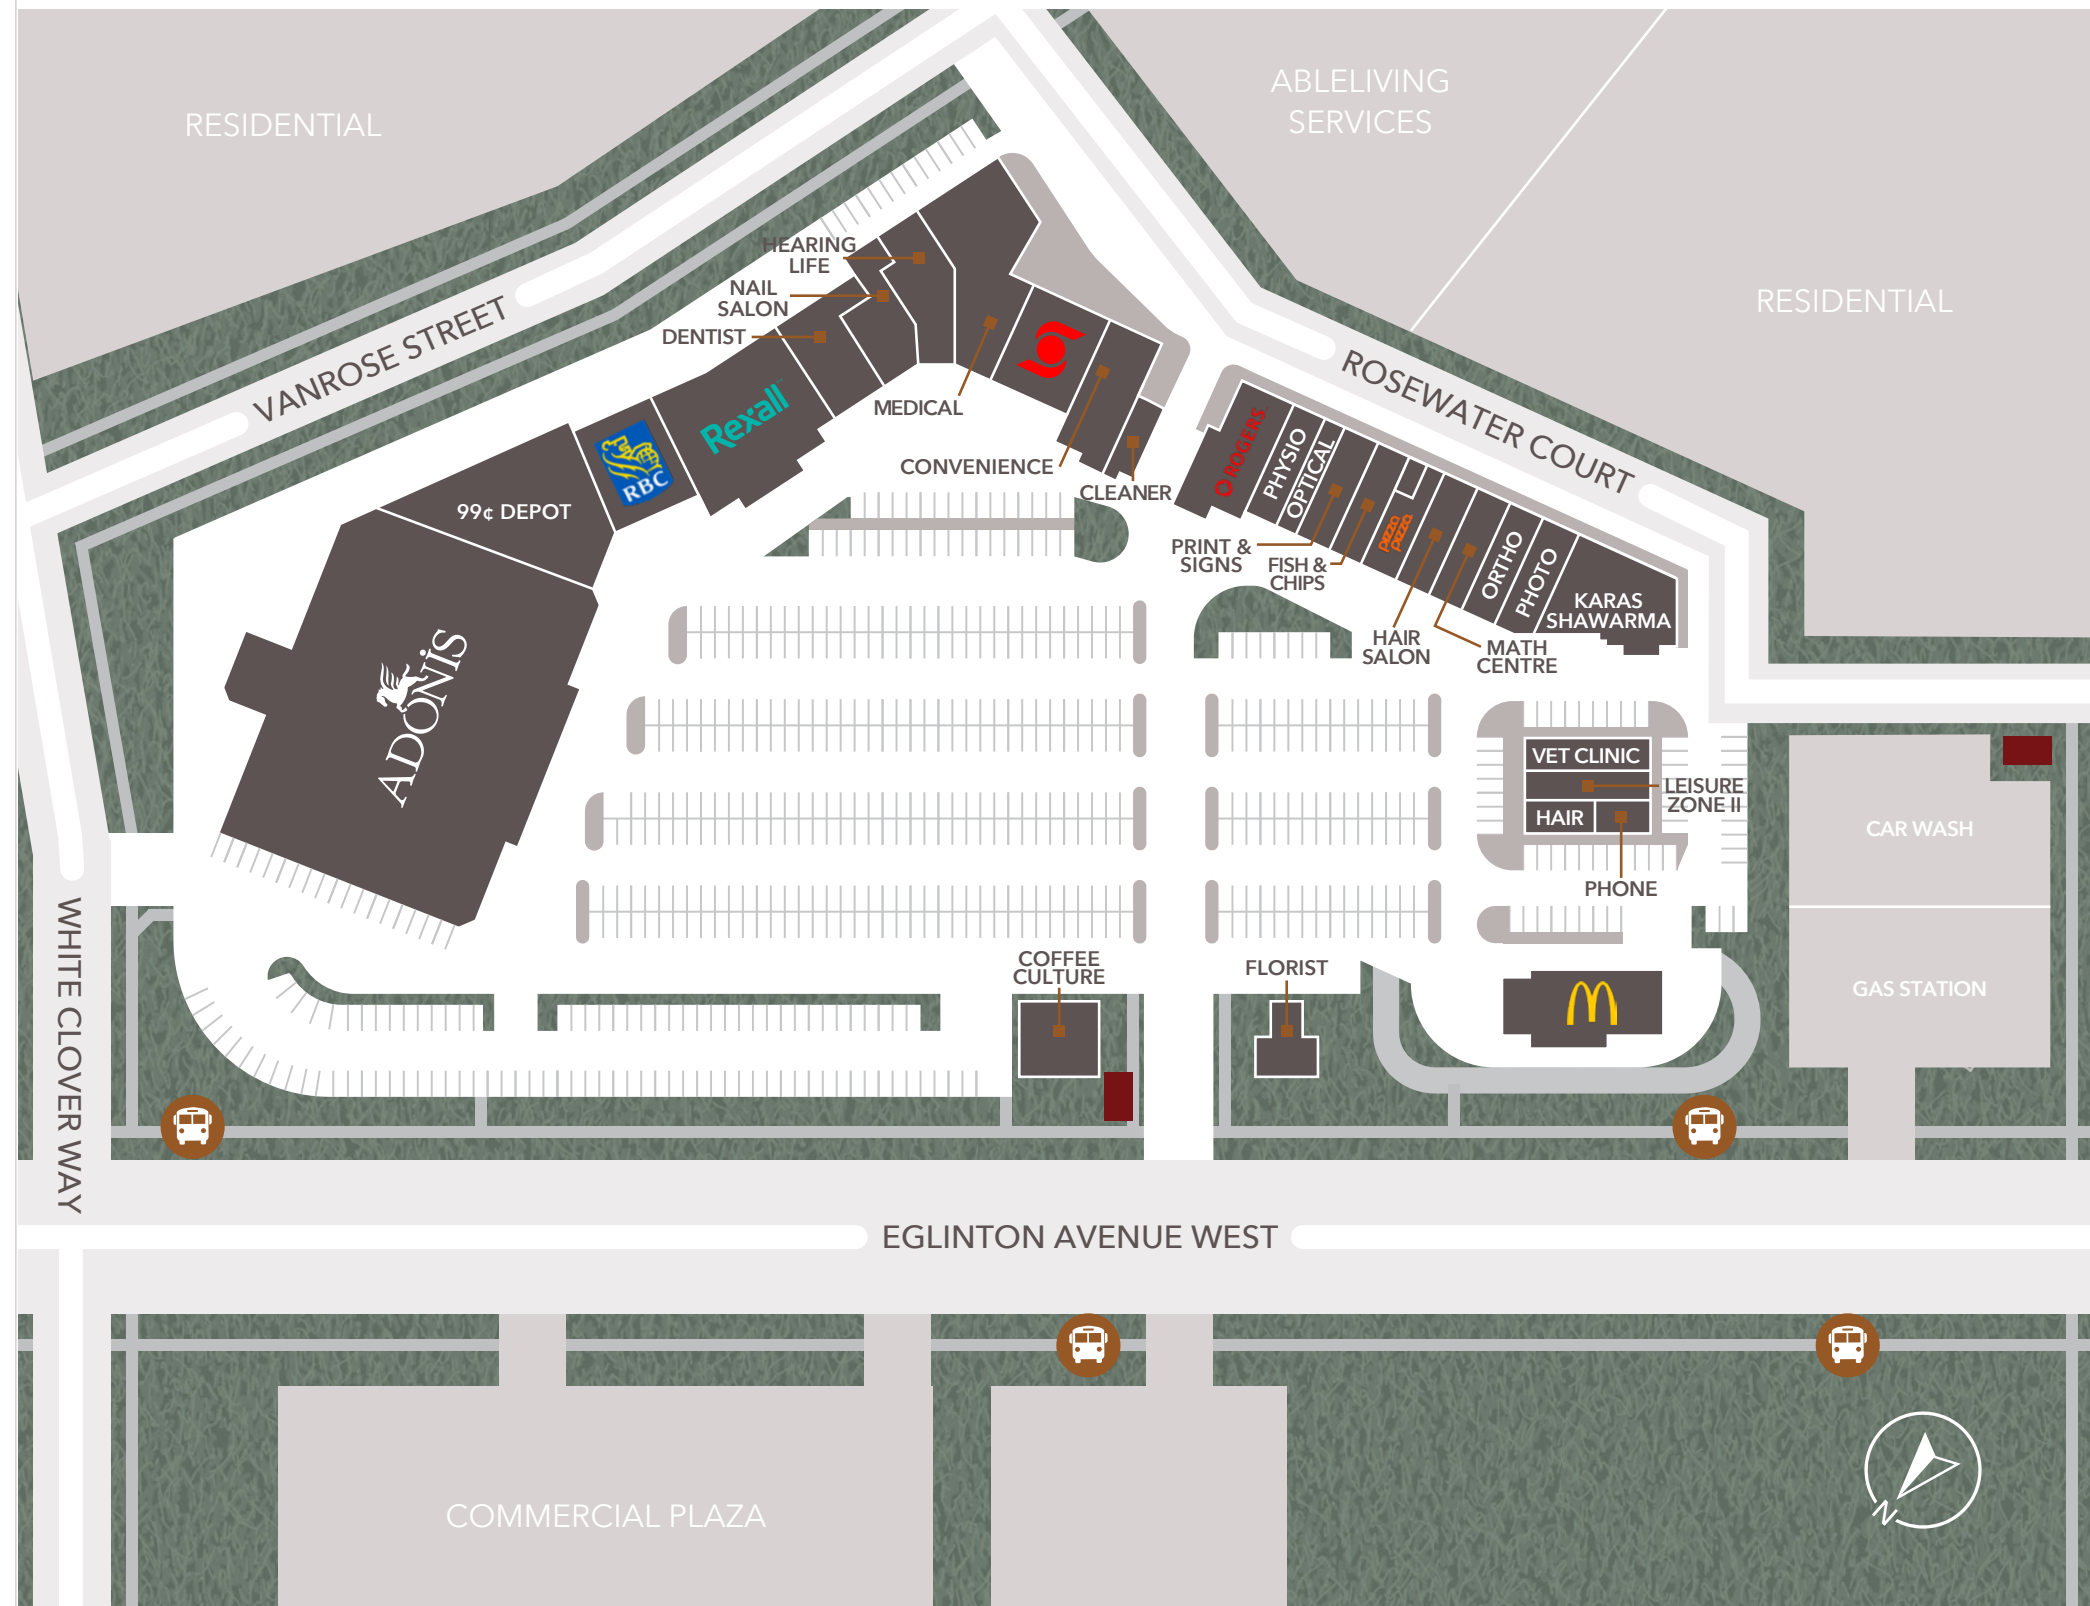 RESIDENTIAL
ABLELIVING
SERVICES
RESIDENTIAL
VANROSE STREET
ROSEWATER COURT
HEARING
LIFE
NAIL
SALON
DENTIST
MEDICAL
CONVENIENCE
CLEANER
Rexall
RBC
99¢ DEPOT
ADONIS
ROGERS
PHYSIO
OPTICAL
PRINT &
SIGNS
FISH &
CHIPS
pizza
pizza
HAIR
SALON
MATH
CENTRE
ORTHO
PHOTO
KARAS
SHAWARMA
VET CLINIC
LEISURE
ZONE II
HAIR
PHONE
CAR WASH
GAS STATION
COFFEE
CULTURE
FLORIST
WHITE CLOVER WAY
EGLINTON AVENUE WEST
COMMERCIAL PLAZA
N